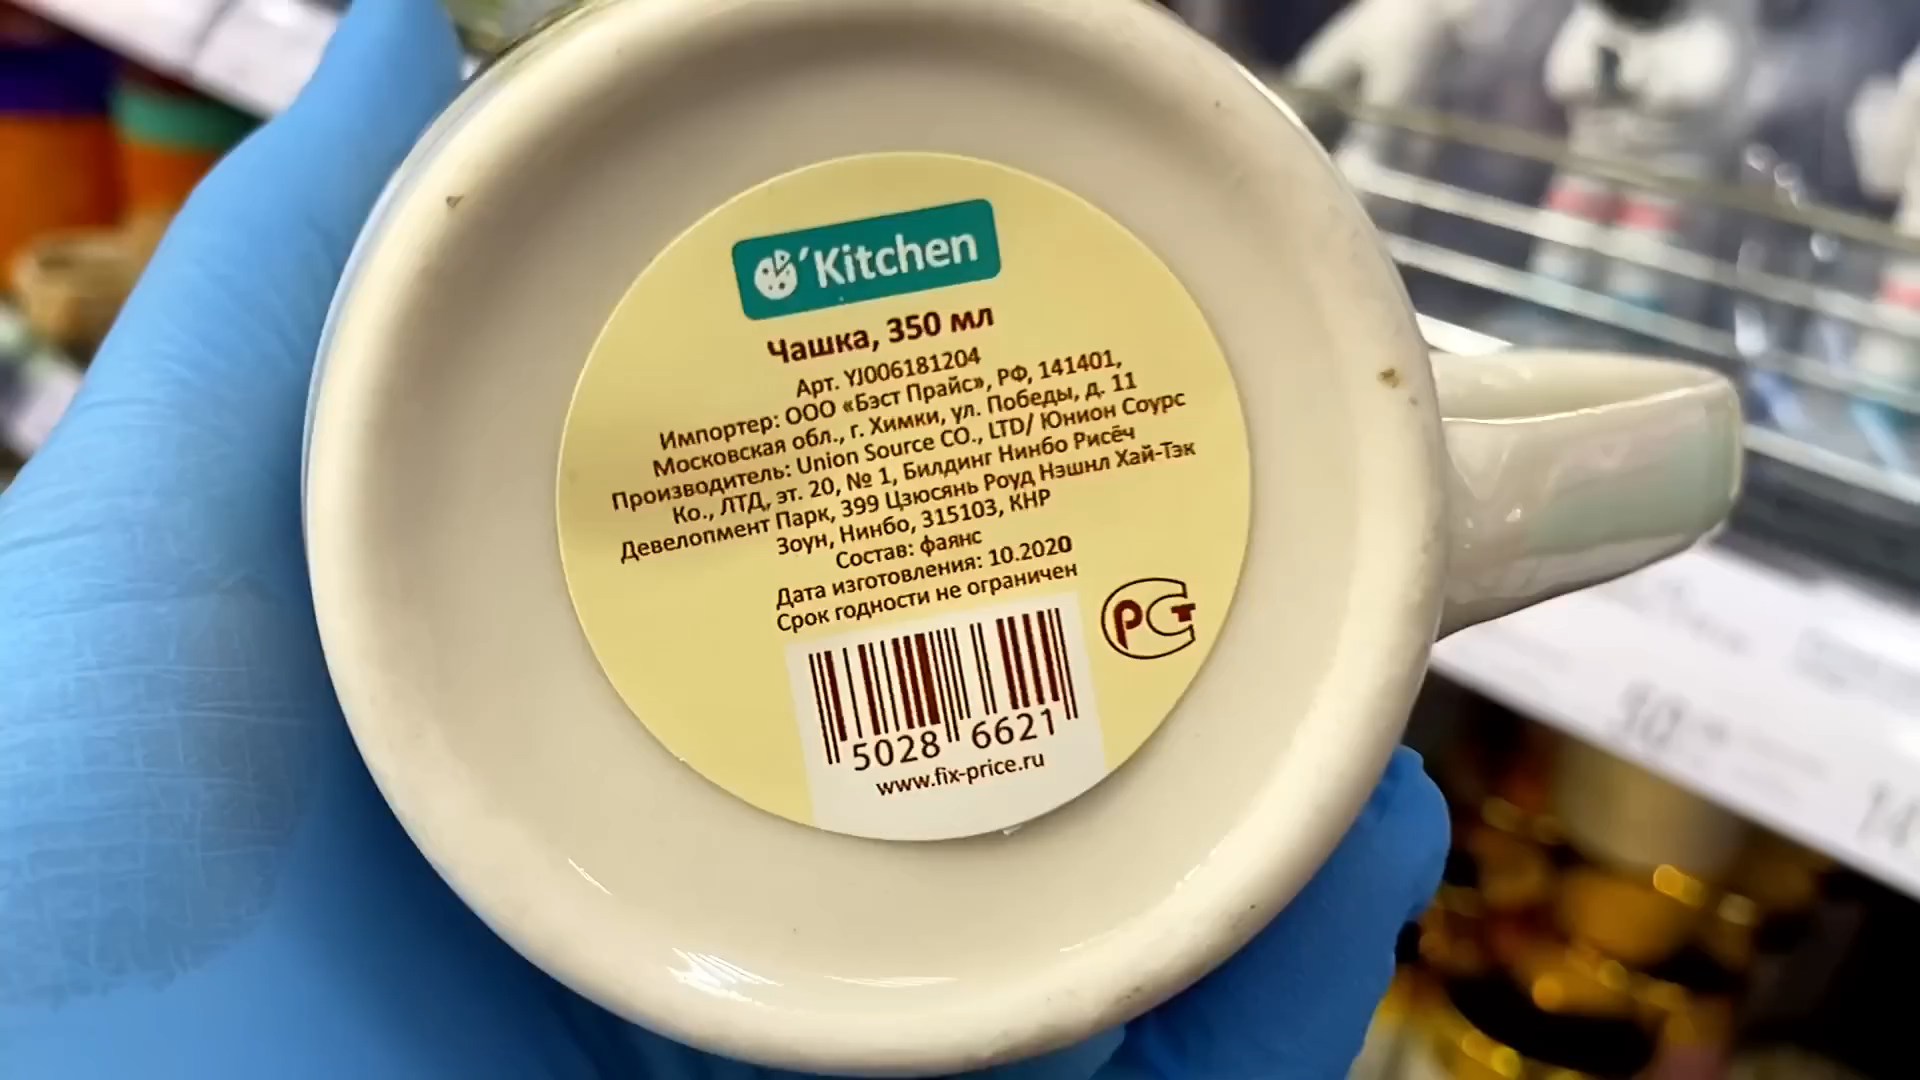 'Kitchen
Чашка, 350 мл
Арт. YJ006181204
Импортер: ООО «Бэст Прайс», РФ, 141401,
Московская обл., г. Химки, ул. Победы, д. 11
Производитель: Union Source CO., LTD/ Юнион Соурс
Ко., ЛТД, эт. 20, № 1, Билдинг Нинбо Рисёч
Девелопмент Парк, 399 Цзюсянь Роуд Нэшнл Хай-Тэк
Зоун, Нинбо, 315103, КНР
Состав: фаянс
Дата изготовления: 10.2020
Срок годности не ограничен
РСТ
5028 6621
www.fix-price.ru